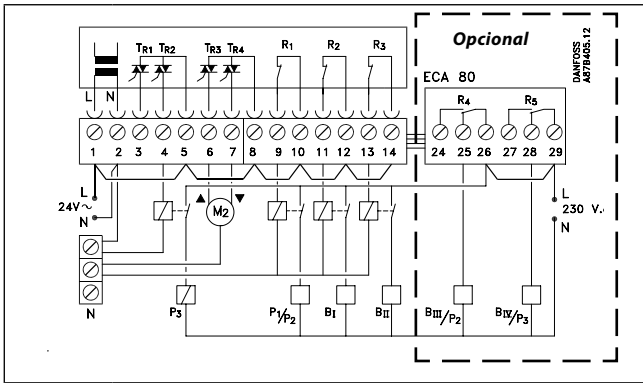 Opcional
DANFOSS
A87B405.12
TR1 TR2 TR3 TR4 R1 R2 R3
ECA 80
L N
R4 R5
1 2 3 4 5 6 7 8 9 10 11 12 13 14
24 25 26 27 28 29
L
24V~
N
M2
L
230 V.
N
N
P3 P1/P2 BI BII BIII/P2 BIV/P3